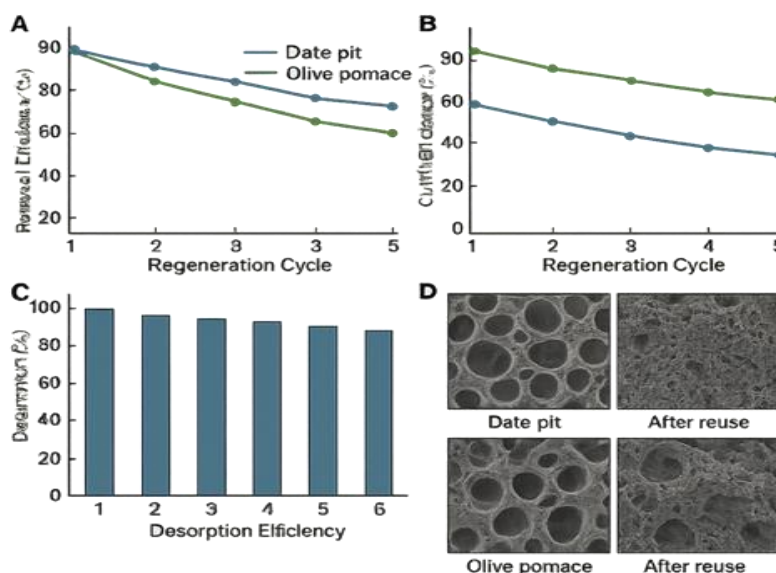 A
90
80
60
20
Date pit
Olive pomace
1 2 3 3 5
Regeneration Cycle
B
90
60
40
20
0
1 2 3 4 5
Regeneration Cycle
C
100
80
60
40
20
0
1 2 3 4 5 6
Desorption Elficlency
D
Date pit After reuse
Olive pomace After reuse